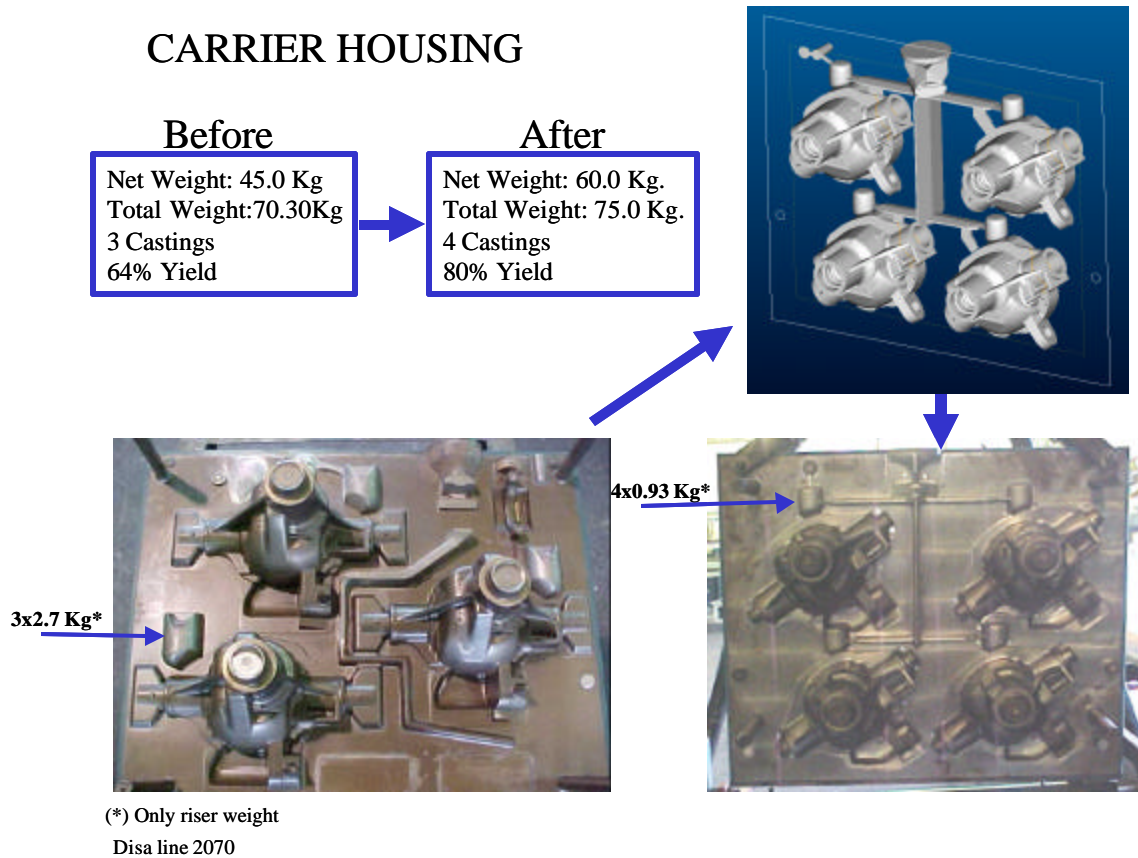 CARRIER HOUSING
Before
Net Weight: 45.0 Kg
Total Weight:70.30Kg
3 Castings
64% Yield
After
Net Weight: 60.0 Kg.
Total Weight: 75.0 Kg.
4 Castings
80% Yield
4x0.93 Kg*
3x2.7 Kg*
(*) Only riser weight
Disa line 2070